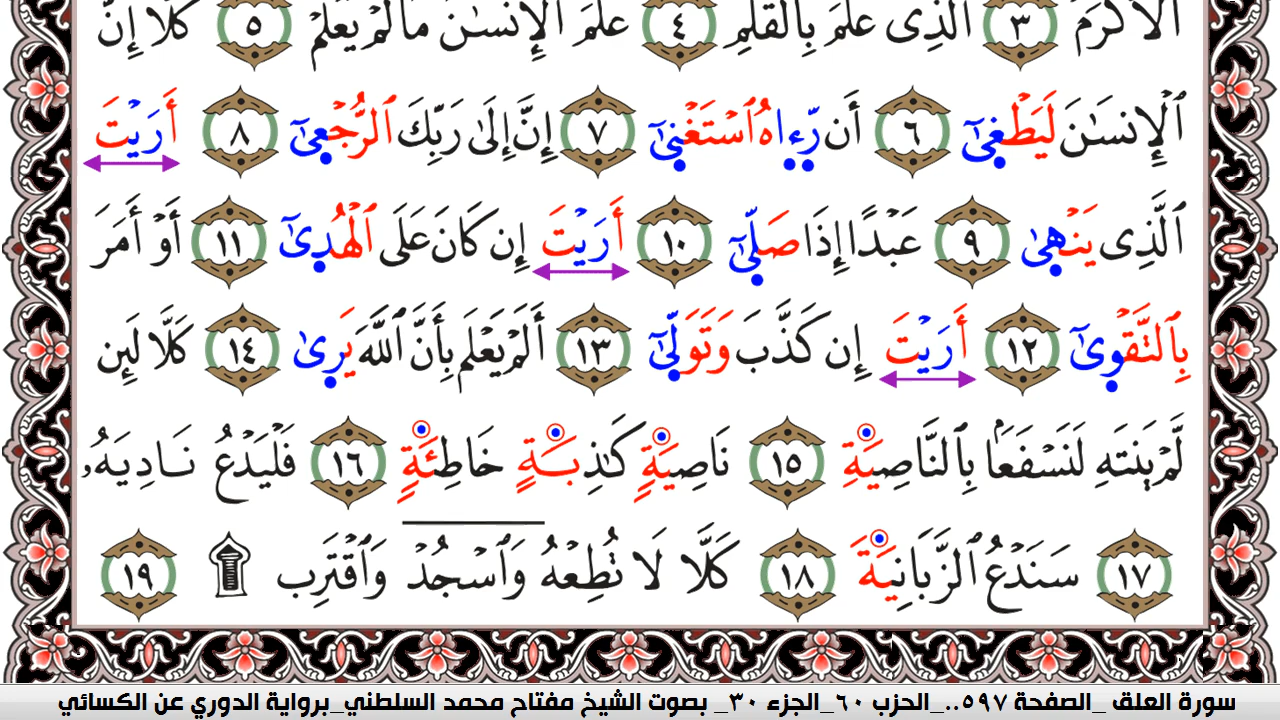 ٱلْأَكْرَمُ ٣ ٱلَّذِى عَلَّمَ بِٱلْقَلَمِ ٤ عَلَّمَ ٱلْإِنسَـٰنَ مَا لَمْ يَعْلَمْ ٥ كَلَّا إِنَّ
ٱلْإِنسَـٰنَ لَيَطْغَىٰٓ ٦ أَن رَّءَاهُ ٱسْتَغْنَىٰٓ ٧ إِنَّ إِلَىٰ رَبِّكَ ٱلرُّجْعَىٰٓ ٨ أَرَيْتَ
ٱلَّذِى يَنْهَىٰ ٩ عَبْدًا إِذَا صَلَّىٰٓ ١٠ أَرَيْتَ إِن كَانَ عَلَى ٱلْهُدَىٰٓ ١١ أَوْ أَمَرَ
بِٱلتَّقْوَىٰٓ ١٢ أَرَيْتَ إِن كَذَّبَ وَتَوَلَّىٰٓ ١٣ أَلَمْ يَعْلَم بِأَنَّ ٱللَّهَ يَرَىٰ ١٤ كَلَّا لَئِن
لَّمْ يَنتَهِ لَنَسْفَعًۢا بِٱلنَّاصِيَةِ ١٥ نَاصِيَةٍ كَـٰذِبَةٍ خَاطِئَةٍ ١٦ فَلْيَدْعُ نَادِيَهُۥ
١٧ سَنَدْعُ ٱلزَّبَانِيَةَ ١٨ كَلَّا لَا تُطِعْهُ وَٱسْجُدْ وَٱقْتَرِب ۩ ١٩
سورة العلق _الصفحة ٥٩٧.._الحزب ٦٠_الجزء ٣٠_ بصوت الشيخ مفتاح محمد السلطني_برواية الدوري عن الكسائي